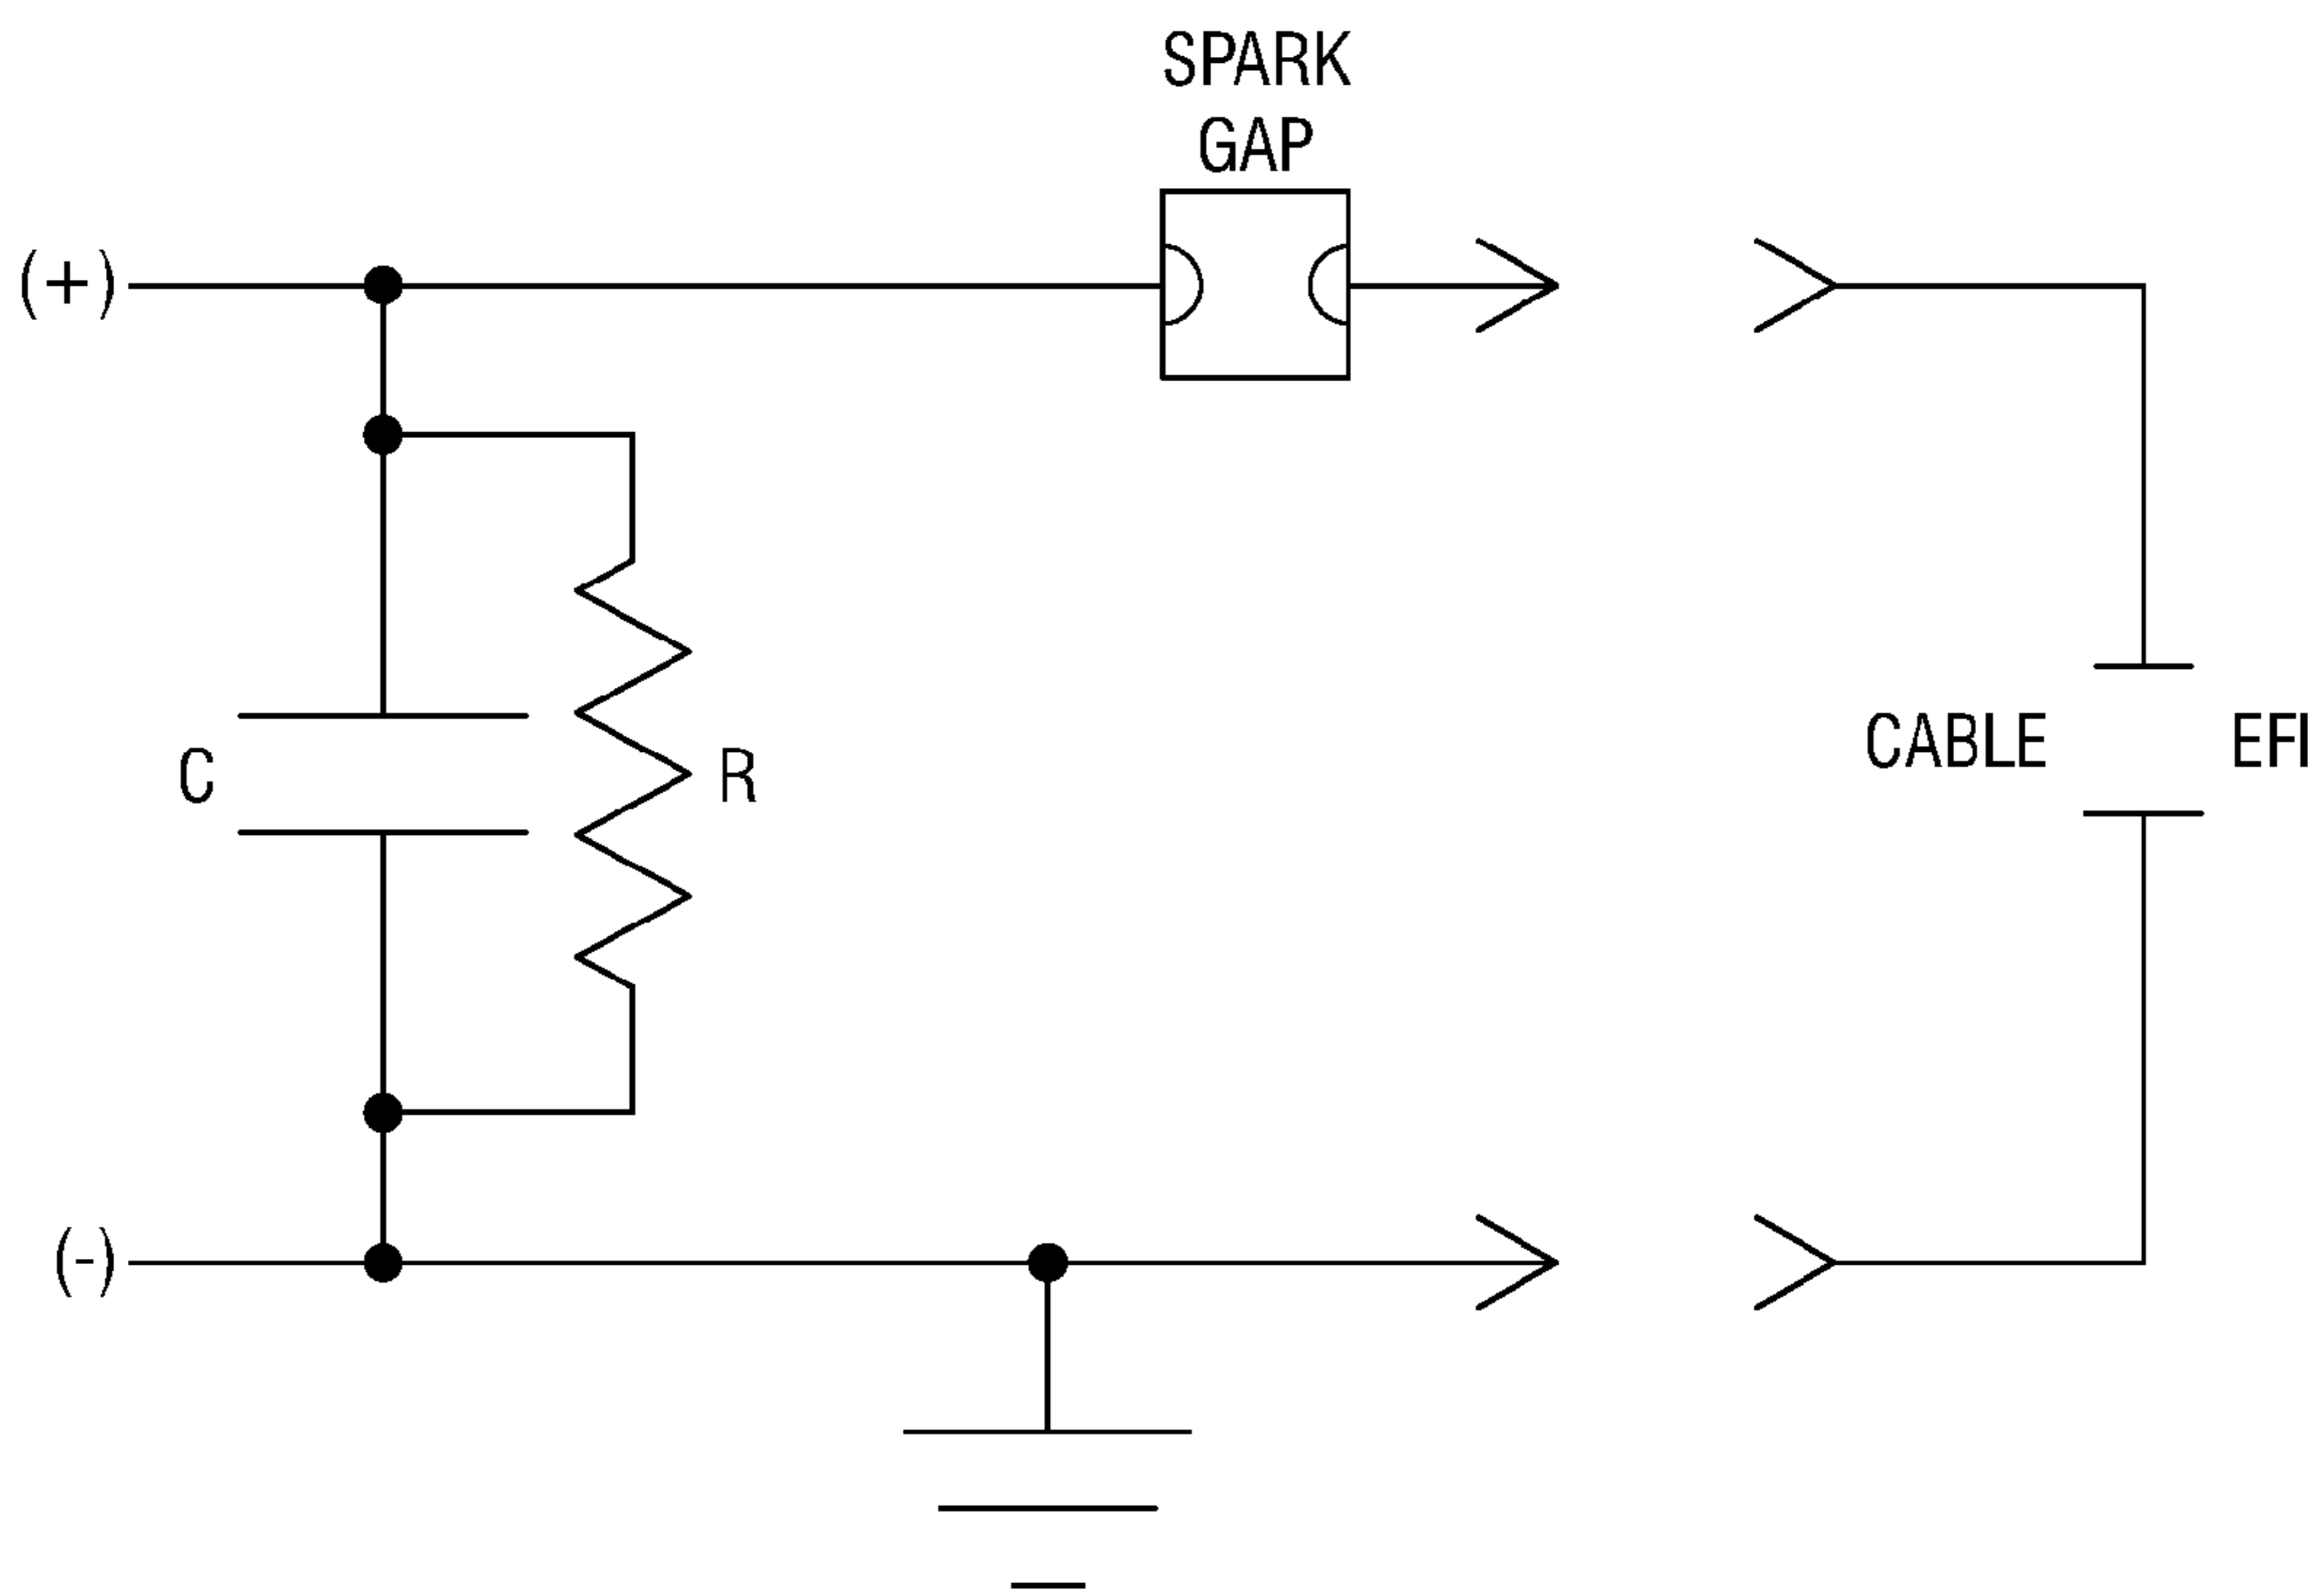 SPARK
GAP
(+)
C
R
CABLE
EFI
(-)